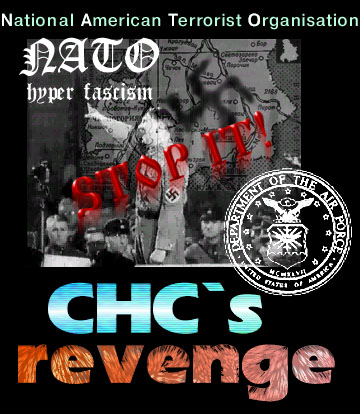 National American Terrorist Organisation
NATO
hyper fascism
STOP IT!
DEPARTMENT OF THE AIR FORCE
MCMXLVII
UNITED STATES OF AMERICA
CHC`s
revenge